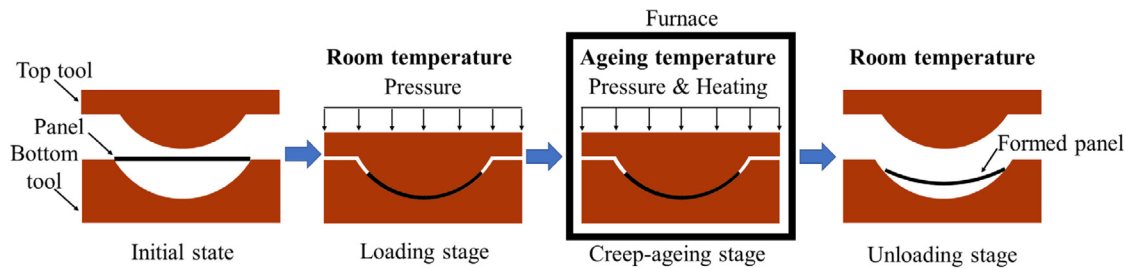 Furnace
Room temperature
Ageing temperature
Room temperature
Top tool
Pressure
Pressure & Heating
Panel
Formed panel
Bottom
tool
Initial state
Loading stage
Creep-ageing stage
Unloading stage